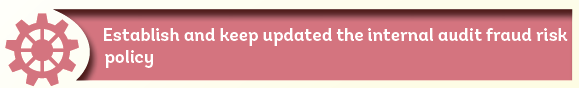 Establish and keep updated the internal audit fraud risk
policy